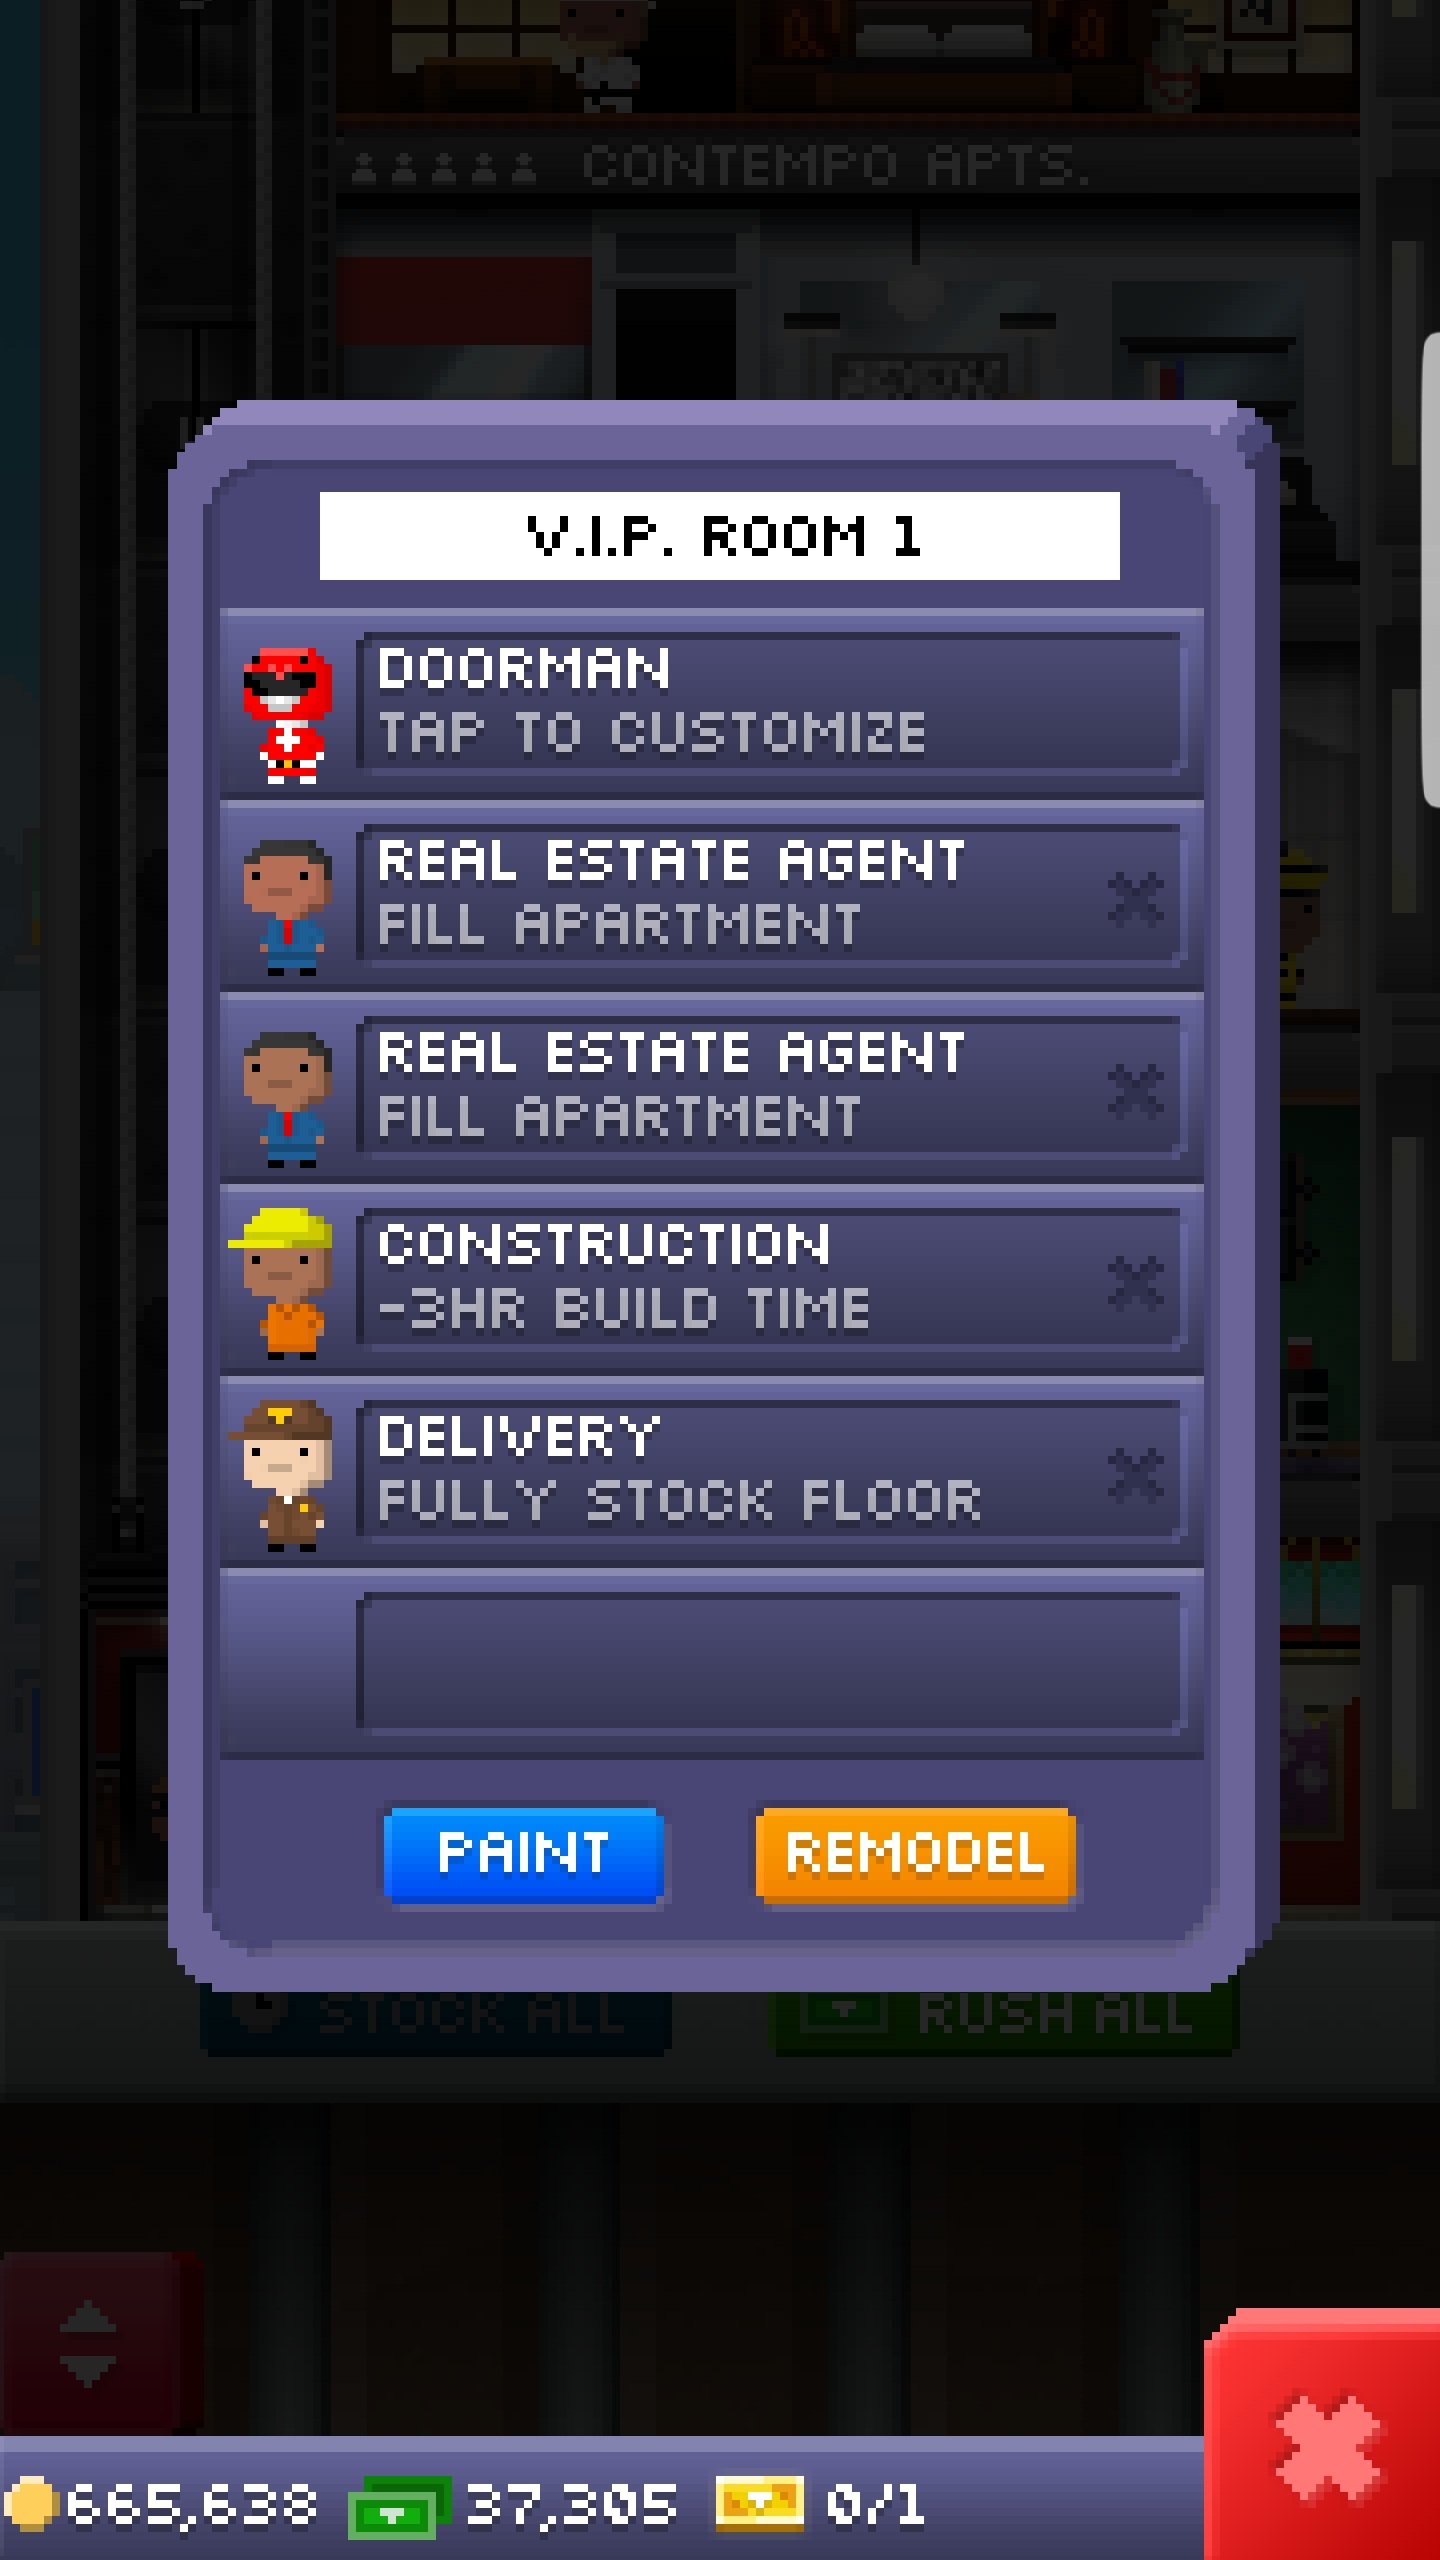 CONTEMPO APTS.
V.I.P. ROOM 1
DOORMAN
TAP TO CUSTOMIZE
REAL ESTATE AGENT
FILL APARTMENT
REAL ESTATE AGENT
FILL APARTMENT
CONSTRUCTION
-3HR BUILD TIME
DELIVERY
FULLY STOCK FLOOR
PAINT REMODEL
STOCK ALL RUSH ALL
665,638 37,305 0/1